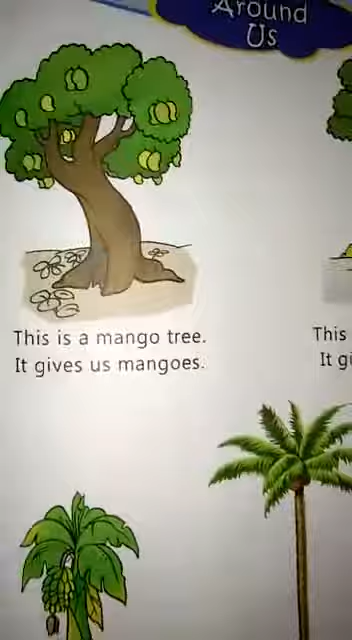 Around
Us
This is a mango tree.
It gives us mangoes.
This
It gi